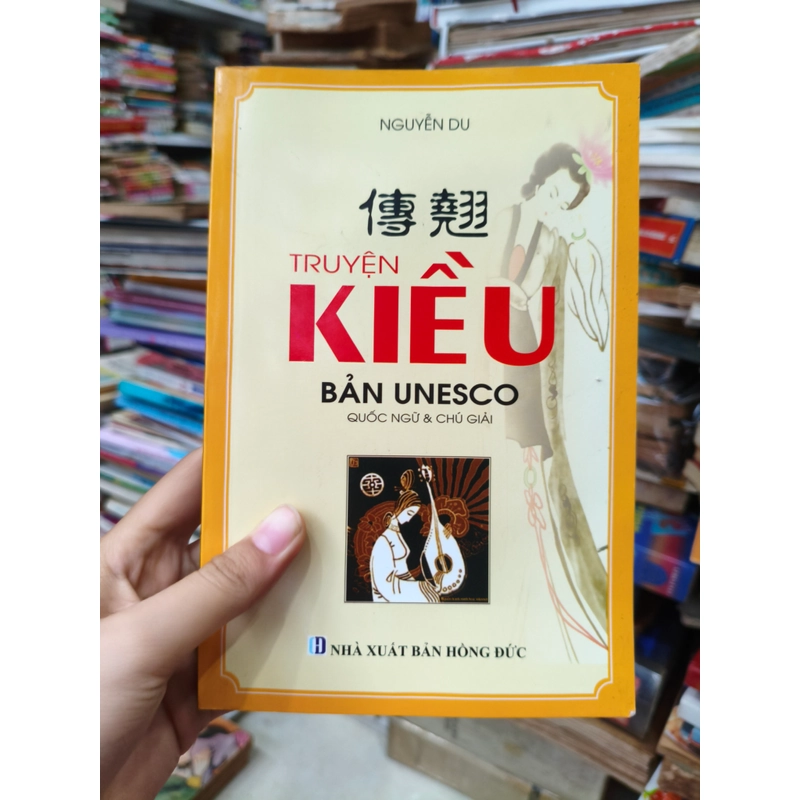 NGUYỄN DU
傳翹
TRUYỆN
KIỀU
BẢN UNESCO
QUỐC NGỮ & CHÚ GIẢI
NHÀ XUẤT BẢN HỒNG ĐỨC